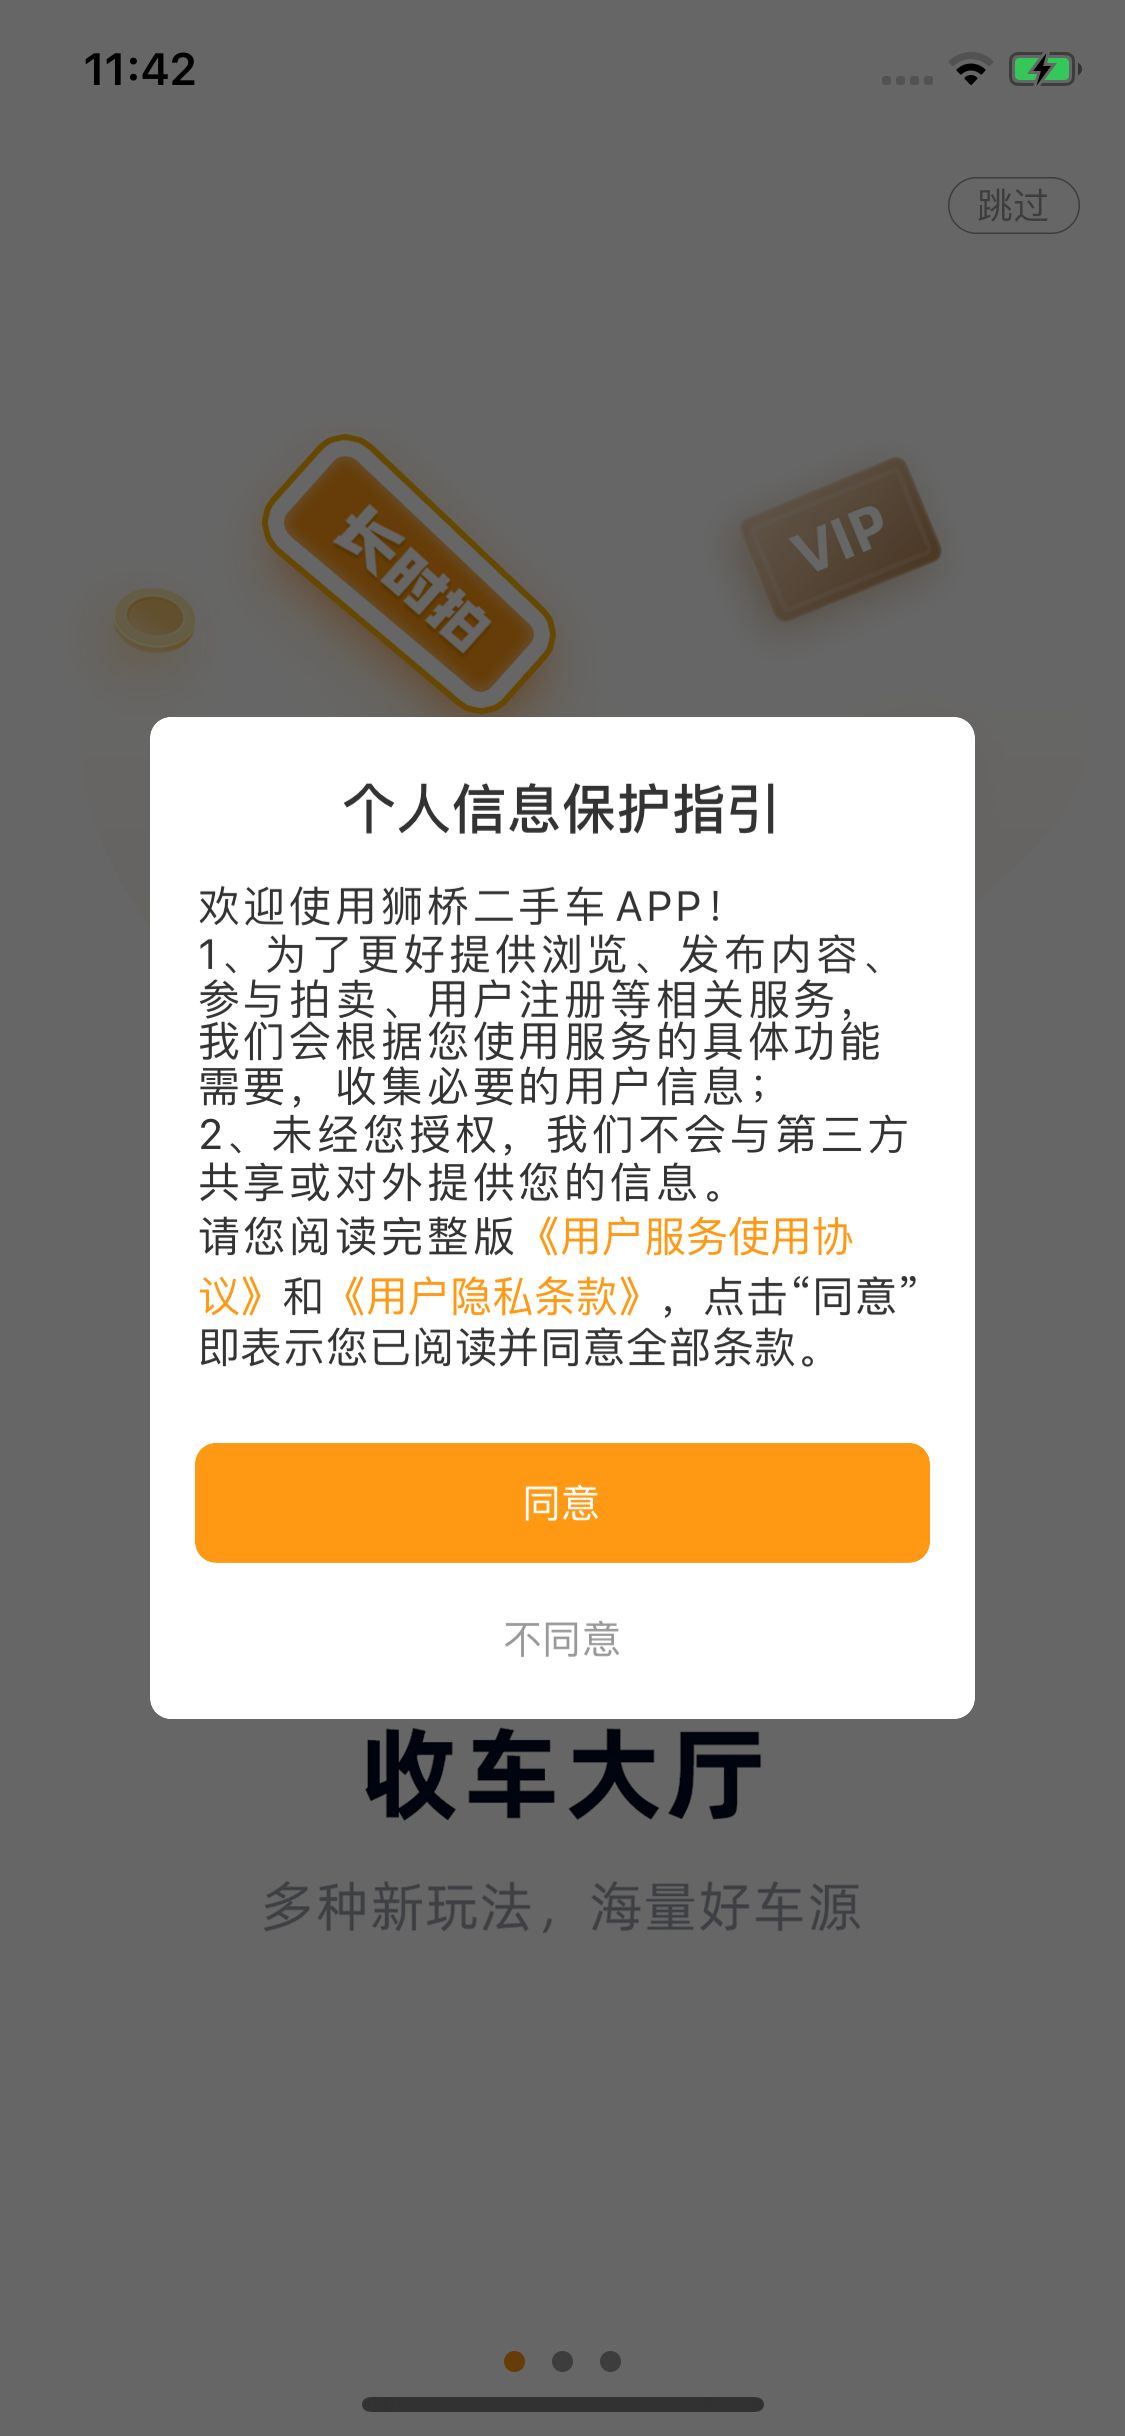 11:42
跳过
长时拍
VIP
个人信息保护指引
欢迎使用狮桥二手车APP！
1、为了更好提供浏览、发布内容、
参与拍卖、用户注册等相关服务，
我们会根据您使用服务的具体功能
需要，收集必要的用户信息；
2、未经您授权，我们不会与第三方
共享或对外提供您的信息。
请您阅读完整版《用户服务使用协
议》和《用户隐私条款》，点击“同意”
即表示您已阅读并同意全部条款。
同意
不同意
收车大厅
多种新玩法，海量好车源